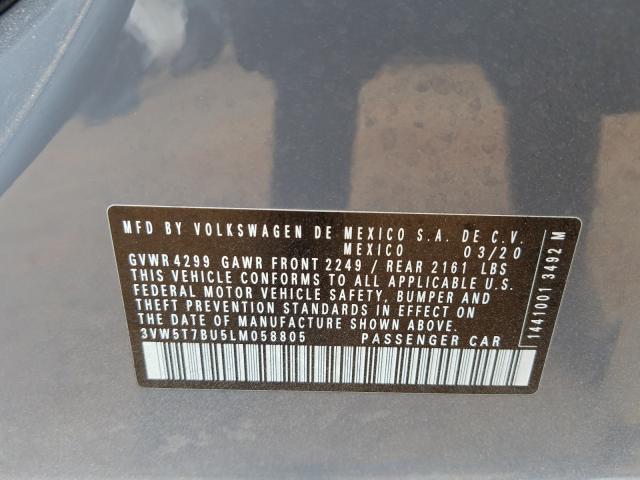 MFD BY VOLKSWAGEN DE MEXICO S.A. DE C.V.
MEXICO 03/20
GVWR 4299 GAWR FRONT 2249 / REAR 2161 LBS
THIS VEHICLE CONFORMS TO ALL APPLICABLE U.S.
FEDERAL MOTOR VEHICLE SAFETY, BUMPER AND
THEFT PREVENTION STANDARDS IN EFFECT ON
THE DATE OF MANUFACTURE SHOWN ABOVE.
3VW5T7BU5LM058805 PASSENGER CAR
1441001 3492 M